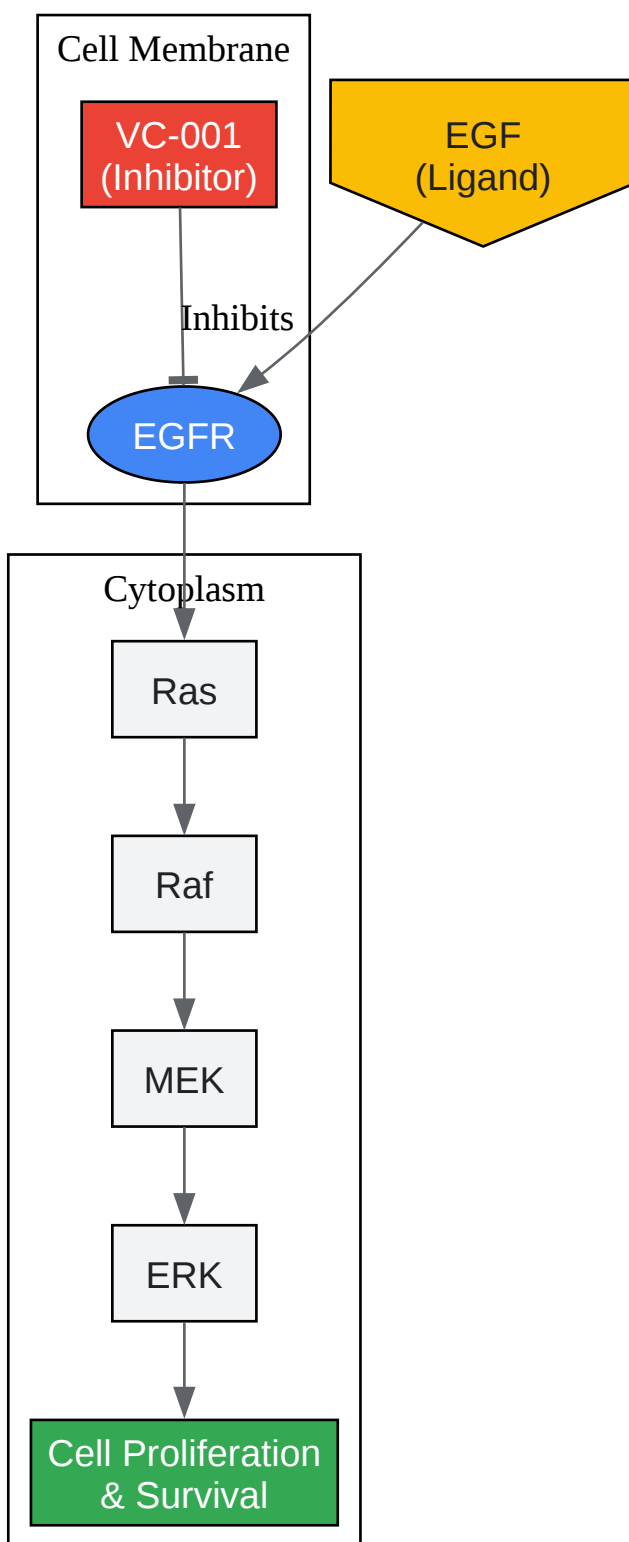 Cell Membrane
VC-001
(Inhibitor)
EGF
(Ligand)
Inhibits
EGFR
Cytoplasm
Ras
Raf
MEK
ERK
Cell Proliferation
& Survival